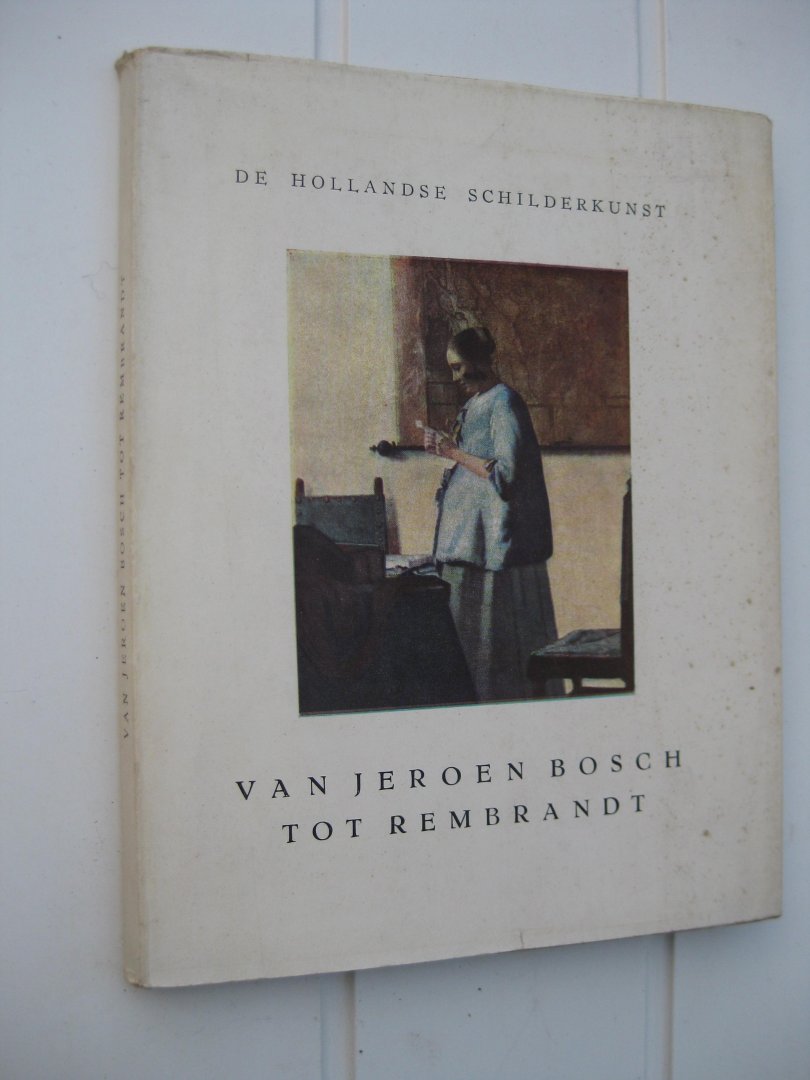 DE HOLLANDSE SCHILDERKUNST
VAN JEROEN BOSCH
TOT REMBRANDT
VAN JEROEN BOSCH TOT REMBRANDT